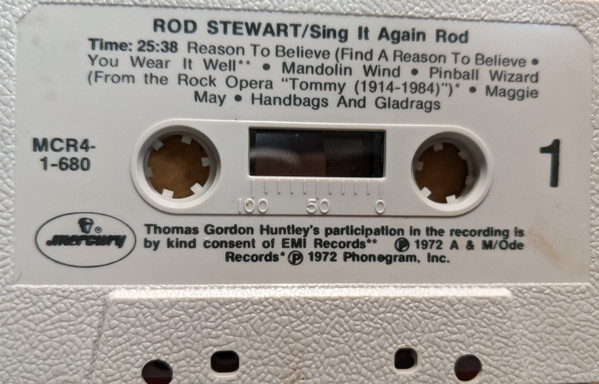 ROD STEWART/Sing It Again Rod
Time: 25:38 Reason To Believe (Find A Reason To Believe •
You Wear It Well** • Mandolin Wind • Pinball Wizard
(From the Rock Opera "Tommy (1914-1984)")* • Maggie
May • Handbags And Gladrags
MCR4-
1-680
1
100 50 0
mercury
Thomas Gordon Huntley's participation in the recording is
by kind consent of EMI Records** Ⓟ 1972 A & M/Ode
Records* Ⓟ 1972 Phonogram, Inc.